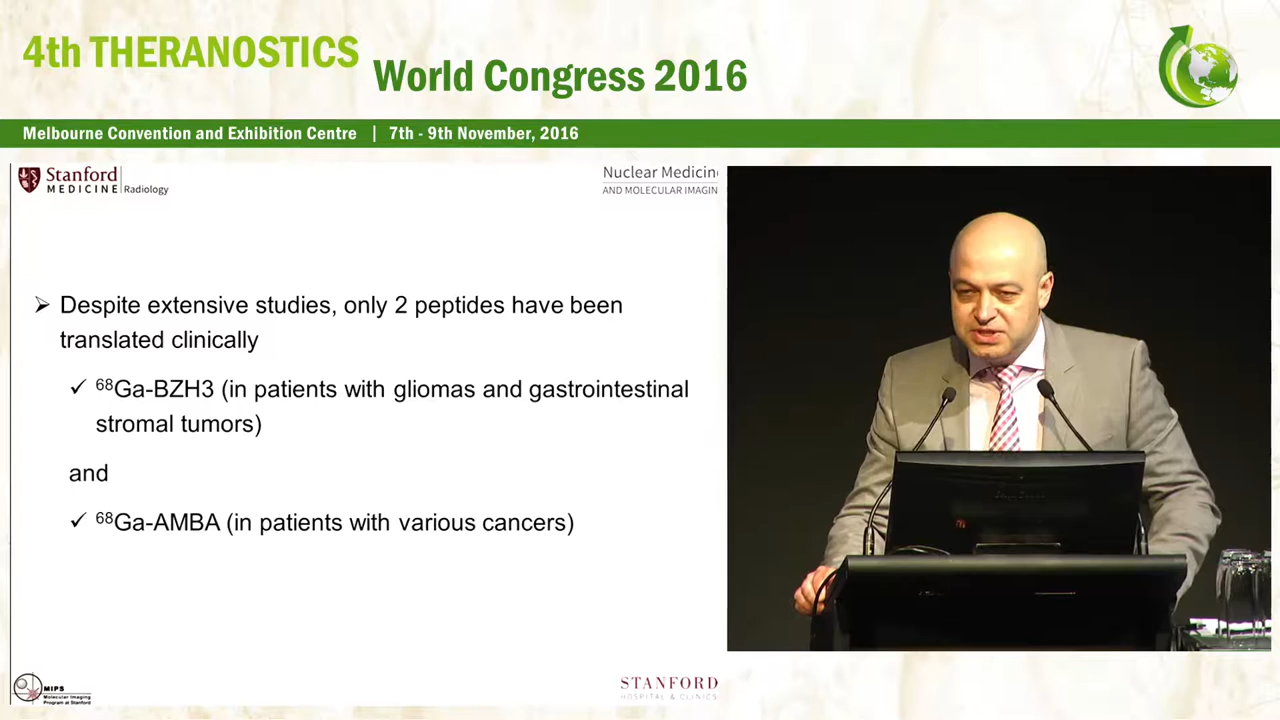 4th THERANOSTICS
World Congress 2016
Melbourne Convention and Exhibition Centre | 7th - 9th November, 2016
Stanford
MEDICINE Radiology
Nuclear Medicin
AND MOLECULAR IMAGIN
➢ Despite extensive studies, only 2 peptides have been
translated clinically
✓ ⁶⁸Ga-BZH3 (in patients with gliomas and gastrointestinal
stromal tumors)
and
✓ ⁶⁸Ga-AMBA (in patients with various cancers)
MIPS
Molecular Imaging
Program at Stanford
STANFORD
HOSPITAL & CLINICS